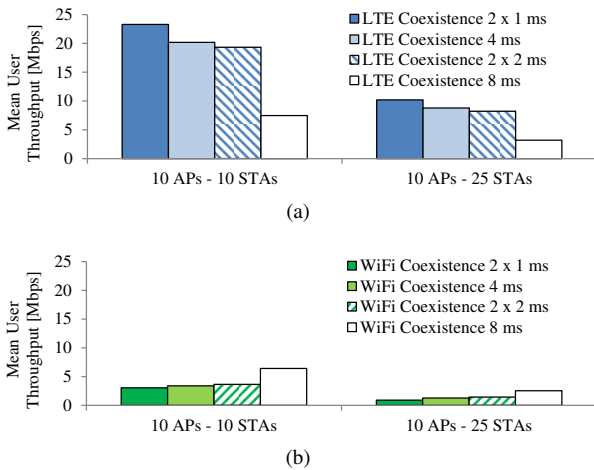 Mean User
Throughput [Mbps]
25
20
15
10
5
0
LTE Coexistence 2 x 1 ms
LTE Coexistence 4 ms
LTE Coexistence 2 x 2 ms
LTE Coexistence 8 ms
10 APs - 10 STAs
10 APs - 25 STAs
(a)
Mean User
Throughput [Mbps]
25
20
15
10
5
0
WiFi Coexistence 2 x 1 ms
WiFi Coexistence 4 ms
WiFi Coexistence 2 x 2 ms
WiFi Coexistence 8 ms
10 APs - 10 STAs
10 APs - 25 STAs
(b)